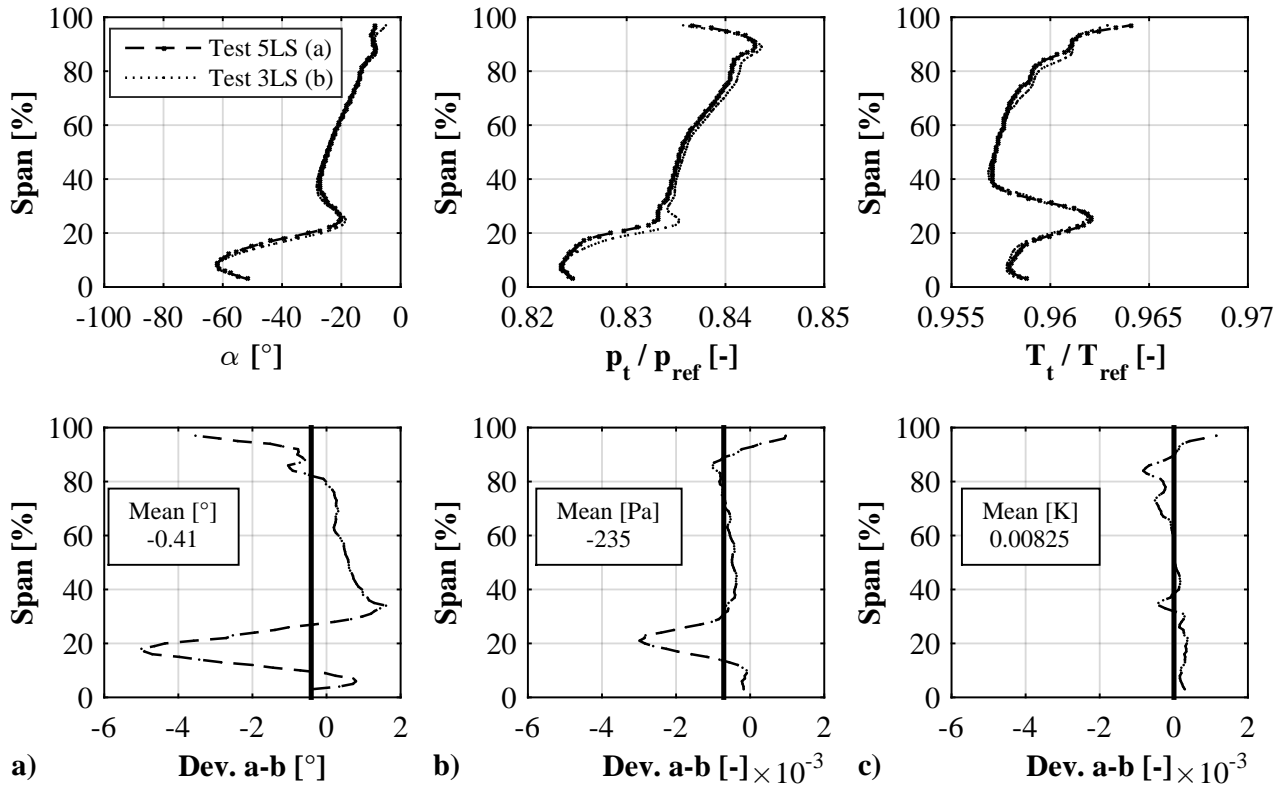 100
80
60
40
20
0
Span [%]
Test 5LS (a)
Test 3LS (b)
-100 -80 -60 -40 -20 0
α [°]
100
80
60
40
20
0
Span [%]
0.82 0.83 0.84 0.85
p_t / p_ref [-]
100
80
60
40
20
0
Span [%]
0.955 0.96 0.965 0.97
T_t / T_ref [-]
100
80
60
40
20
0
Span [%]
Mean [°]
-0.41
-6 -4 -2 0 2
a) Dev. a-b [°]
100
80
60
40
20
0
Span [%]
Mean [Pa]
-235
-6 -4 -2 0 2
b) Dev. a-b [-] ×10⁻³
100
80
60
40
20
0
Span [%]
Mean [K]
0.00825
-6 -4 -2 0 2
c) Dev. a-b [-] ×10⁻³